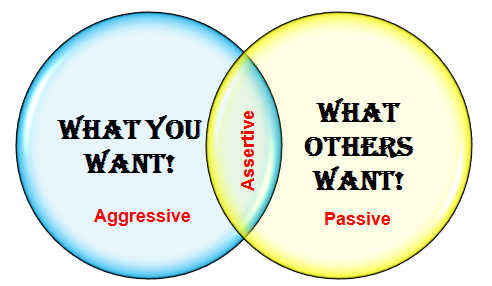 WHAT YOU
WANT!
Aggressive
Assertive
WHAT
OTHERS
WANT!
Passive